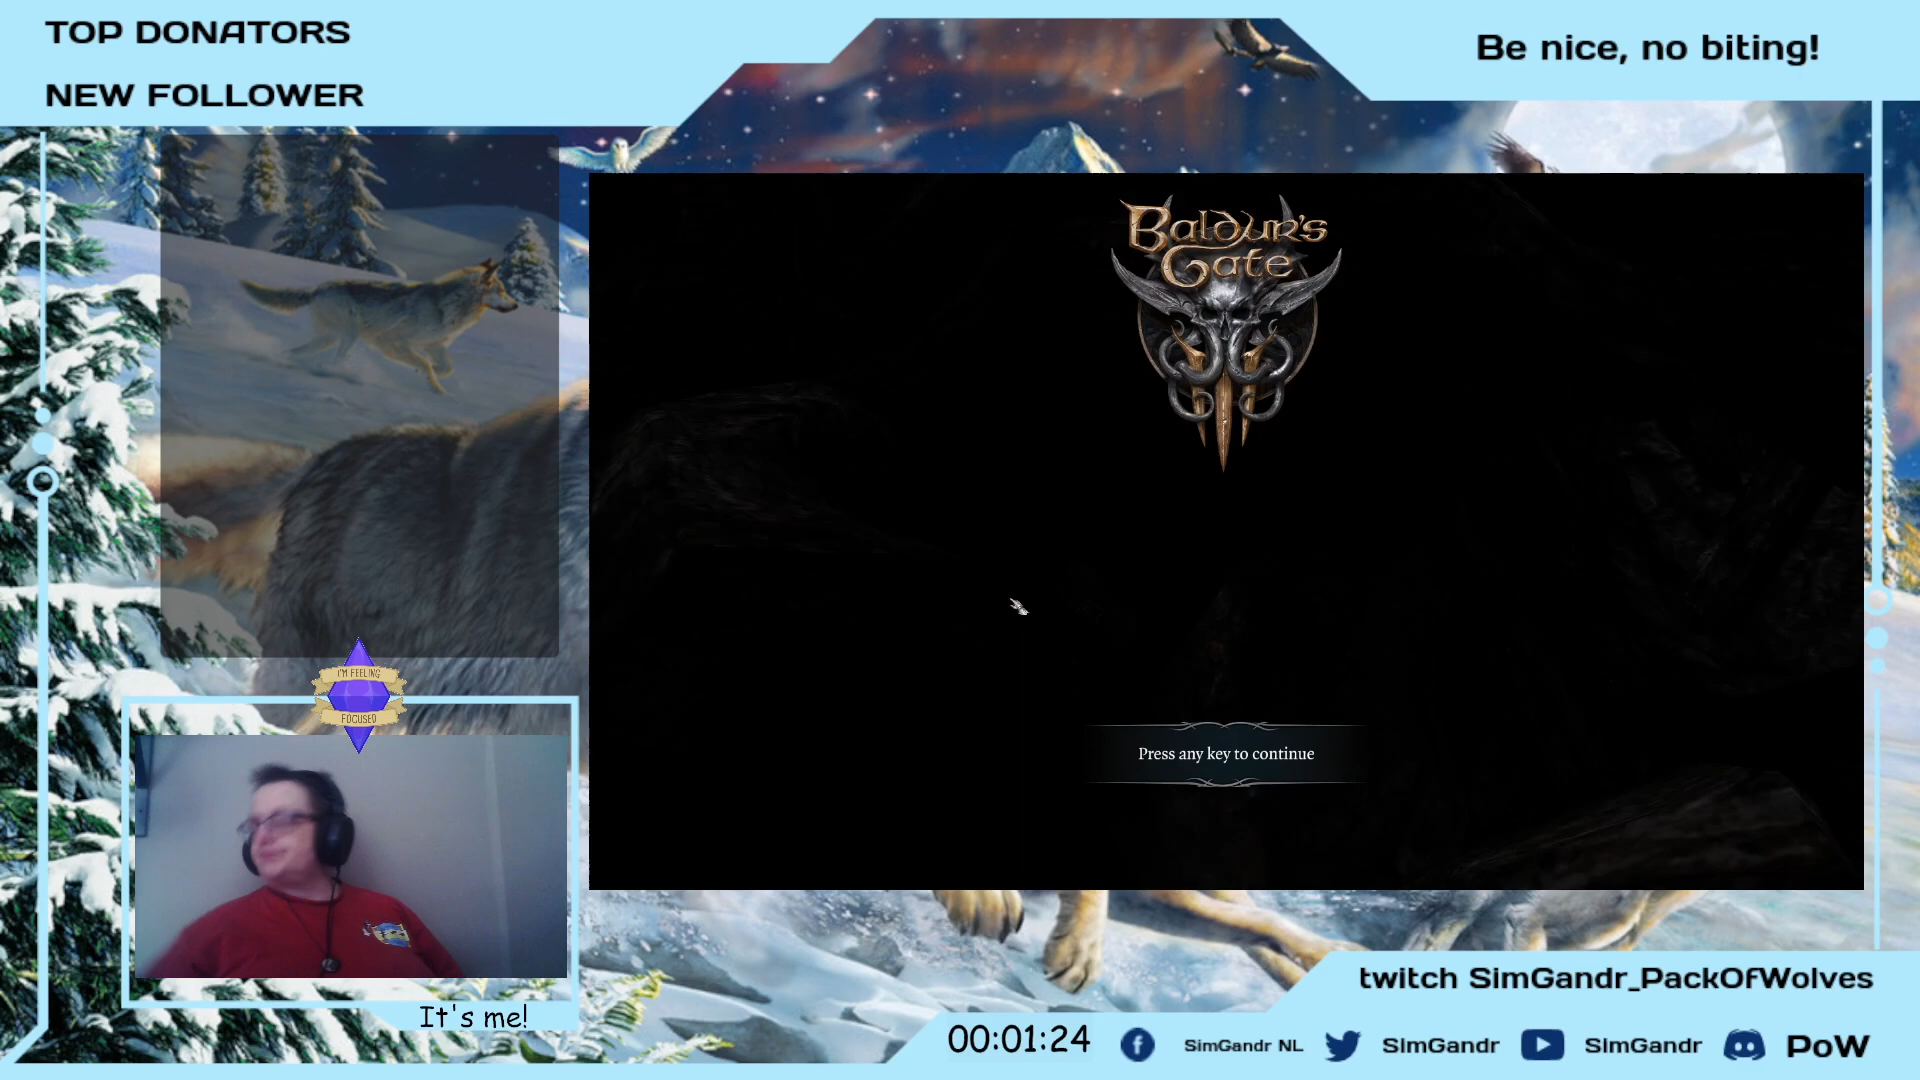 TOP DONATORS
NEW FOLLOWER
Be nice, no biting!
Baldur's
Gate
I'M FEELING
FOCUSED
Press any key to continue
It's me!
twitch SimGandr_PackOfWolves
00:01:24
SimGandr NL
SimGandr
SimGandr
PoW